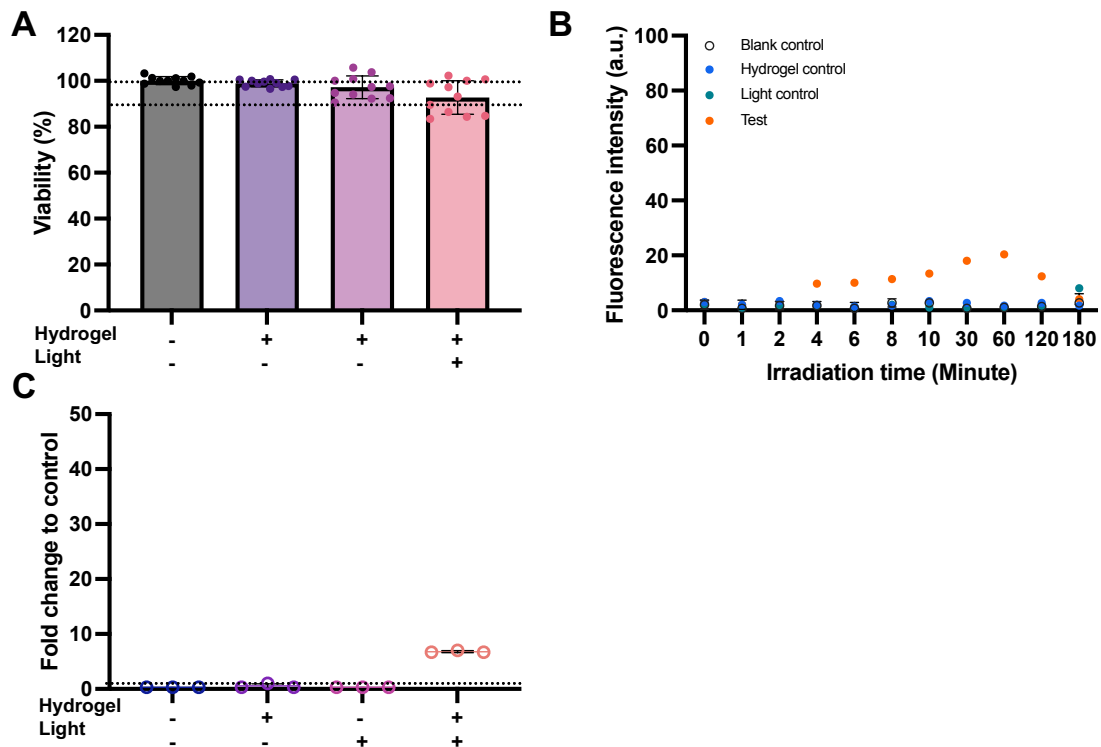 A
Viability (%)
120
100
80
60
40
20
0
Hydrogel - + + +
Light - - - +
B
Fluorescence intensity (a.u.)
100
80
60
40
20
0
Blank control
Hydrogel control
Light control
Test
0 1 2 4 6 8 10 30 60 120 180
Irradiation time (Minute)
C
Fold change to control
50
40
30
20
10
0
Hydrogel - + - +
Light - - + +